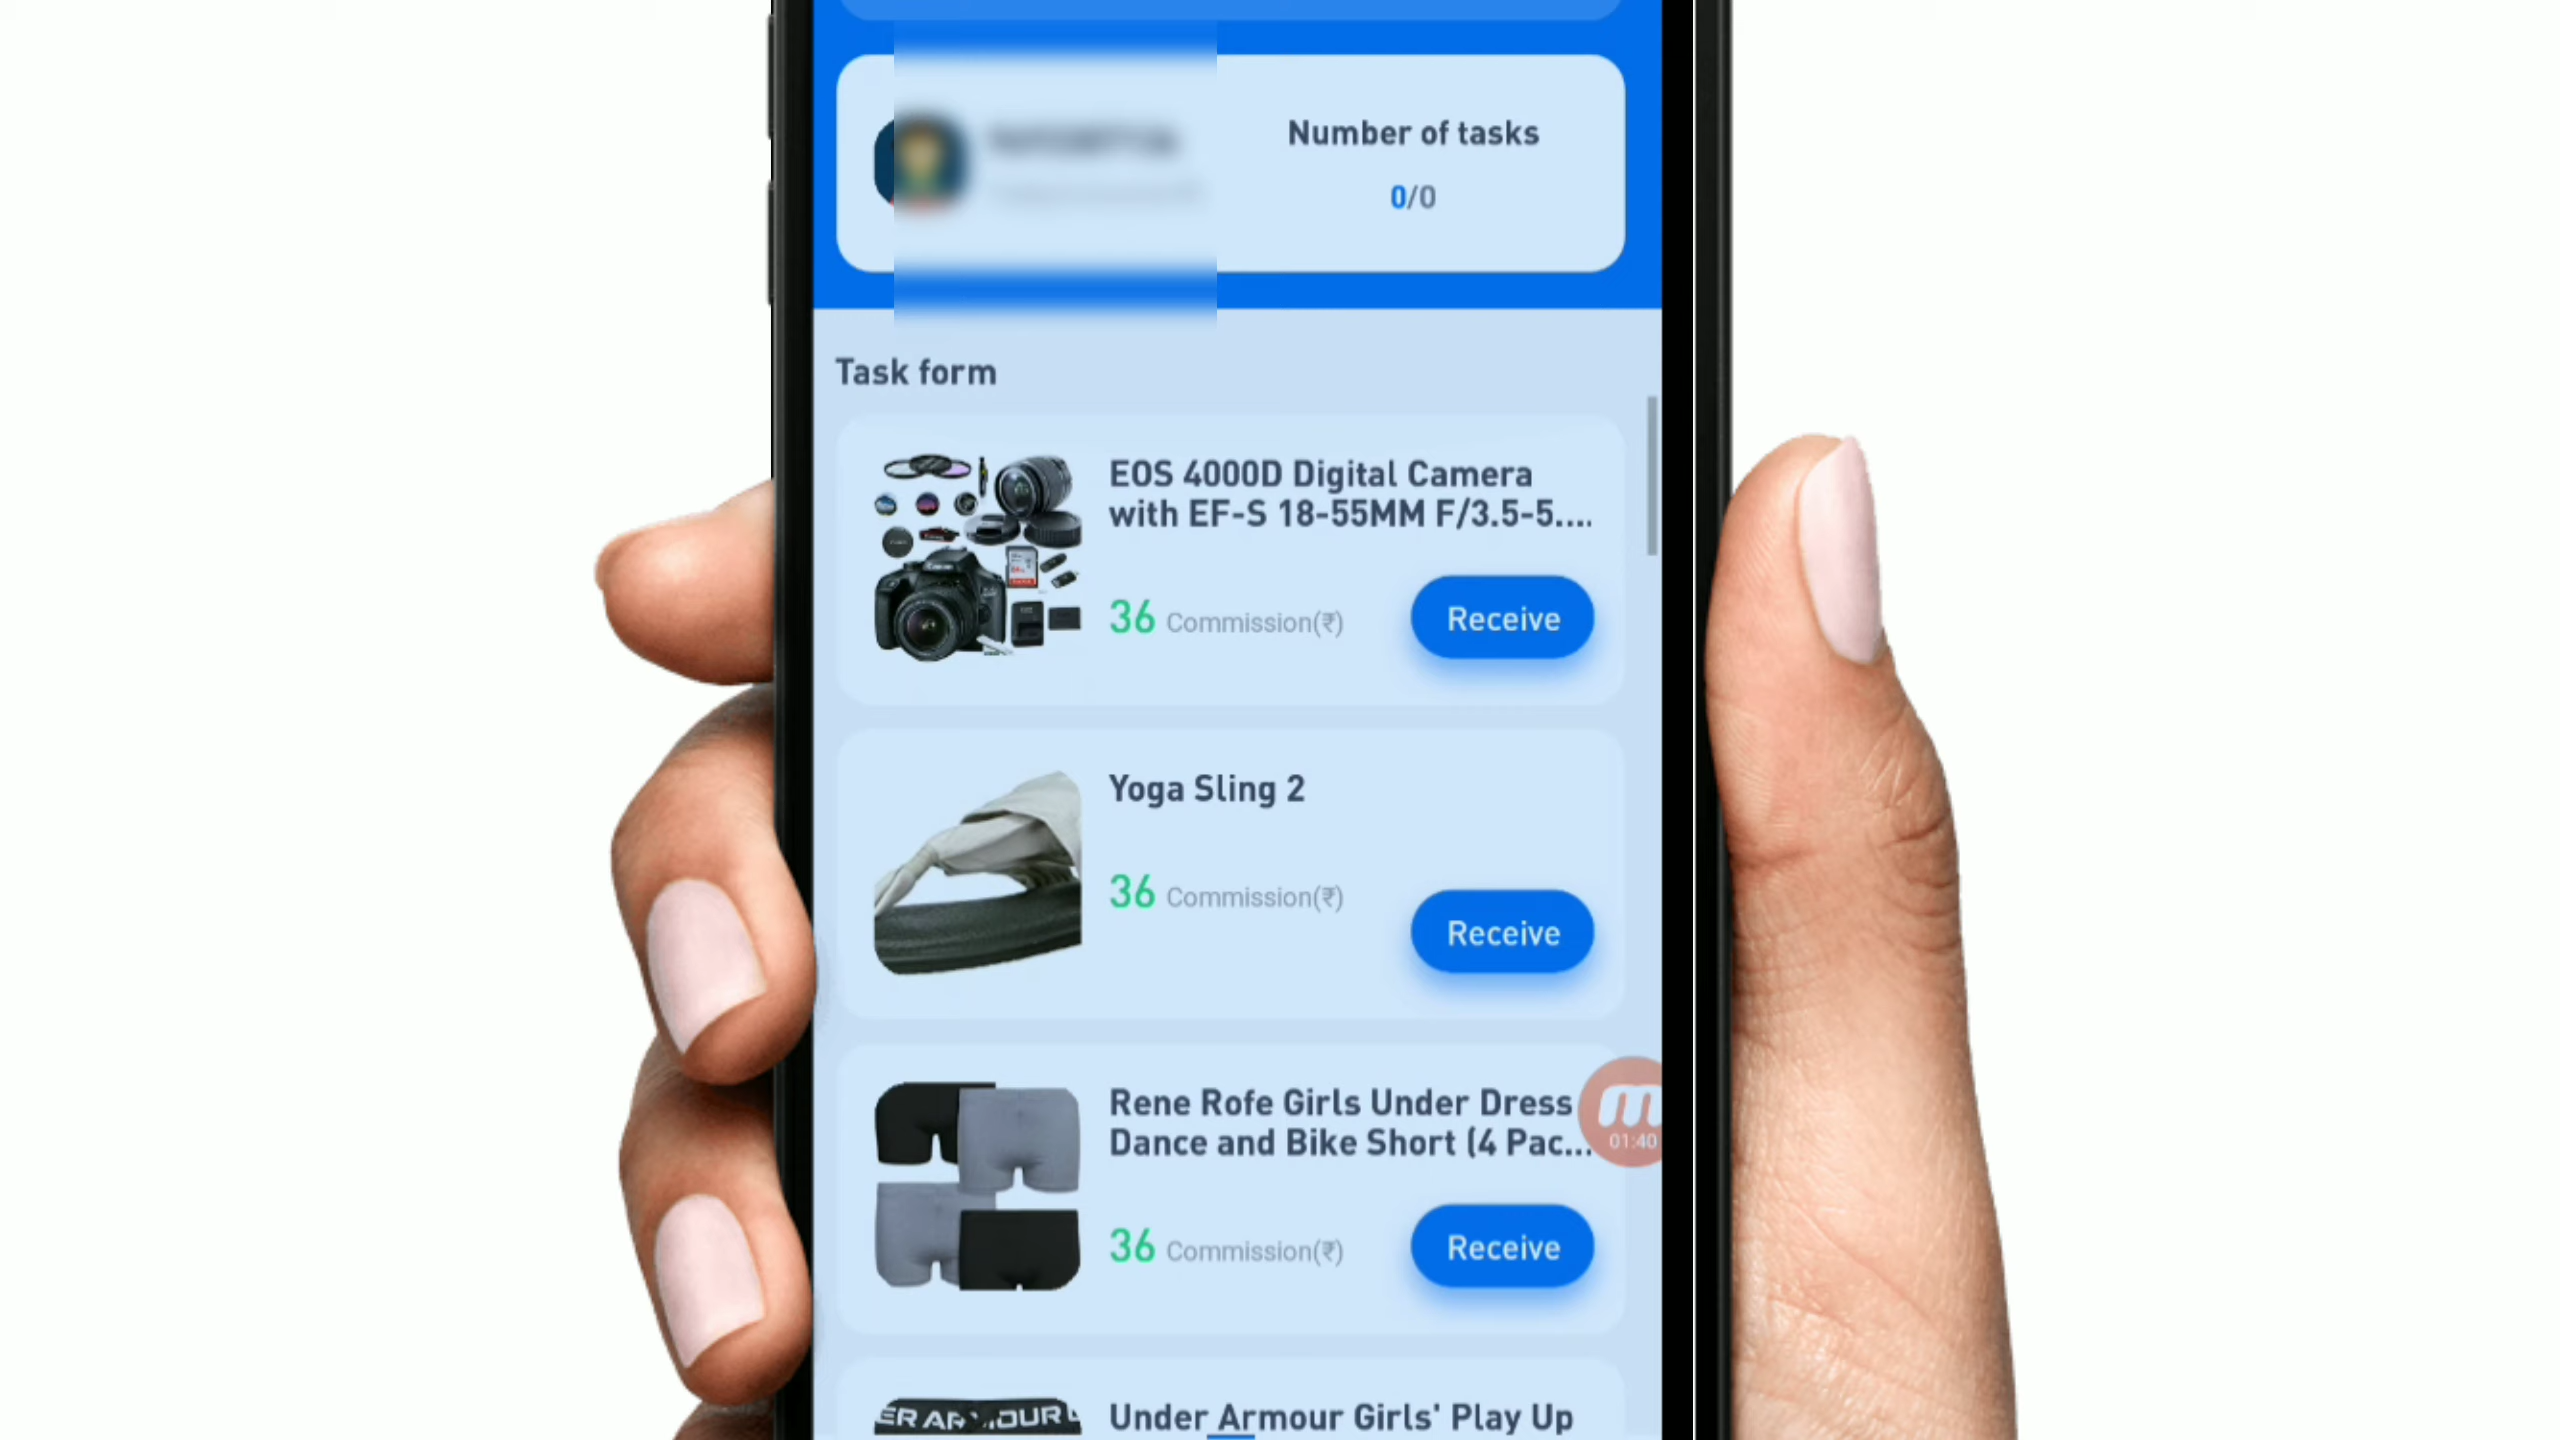 Number of tasks
0/0
Task form
EOS 4000D Digital Camera
with EF-S 18-55MM F/3.5-5....
36 Commission(₹)
Receive
Yoga Sling 2
36 Commission(₹)
Receive
Rene Rofe Girls Under Dress
Dance and Bike Short (4 Pac...
01:40
36 Commission(₹)
Receive
Under Armour Girls' Play Up